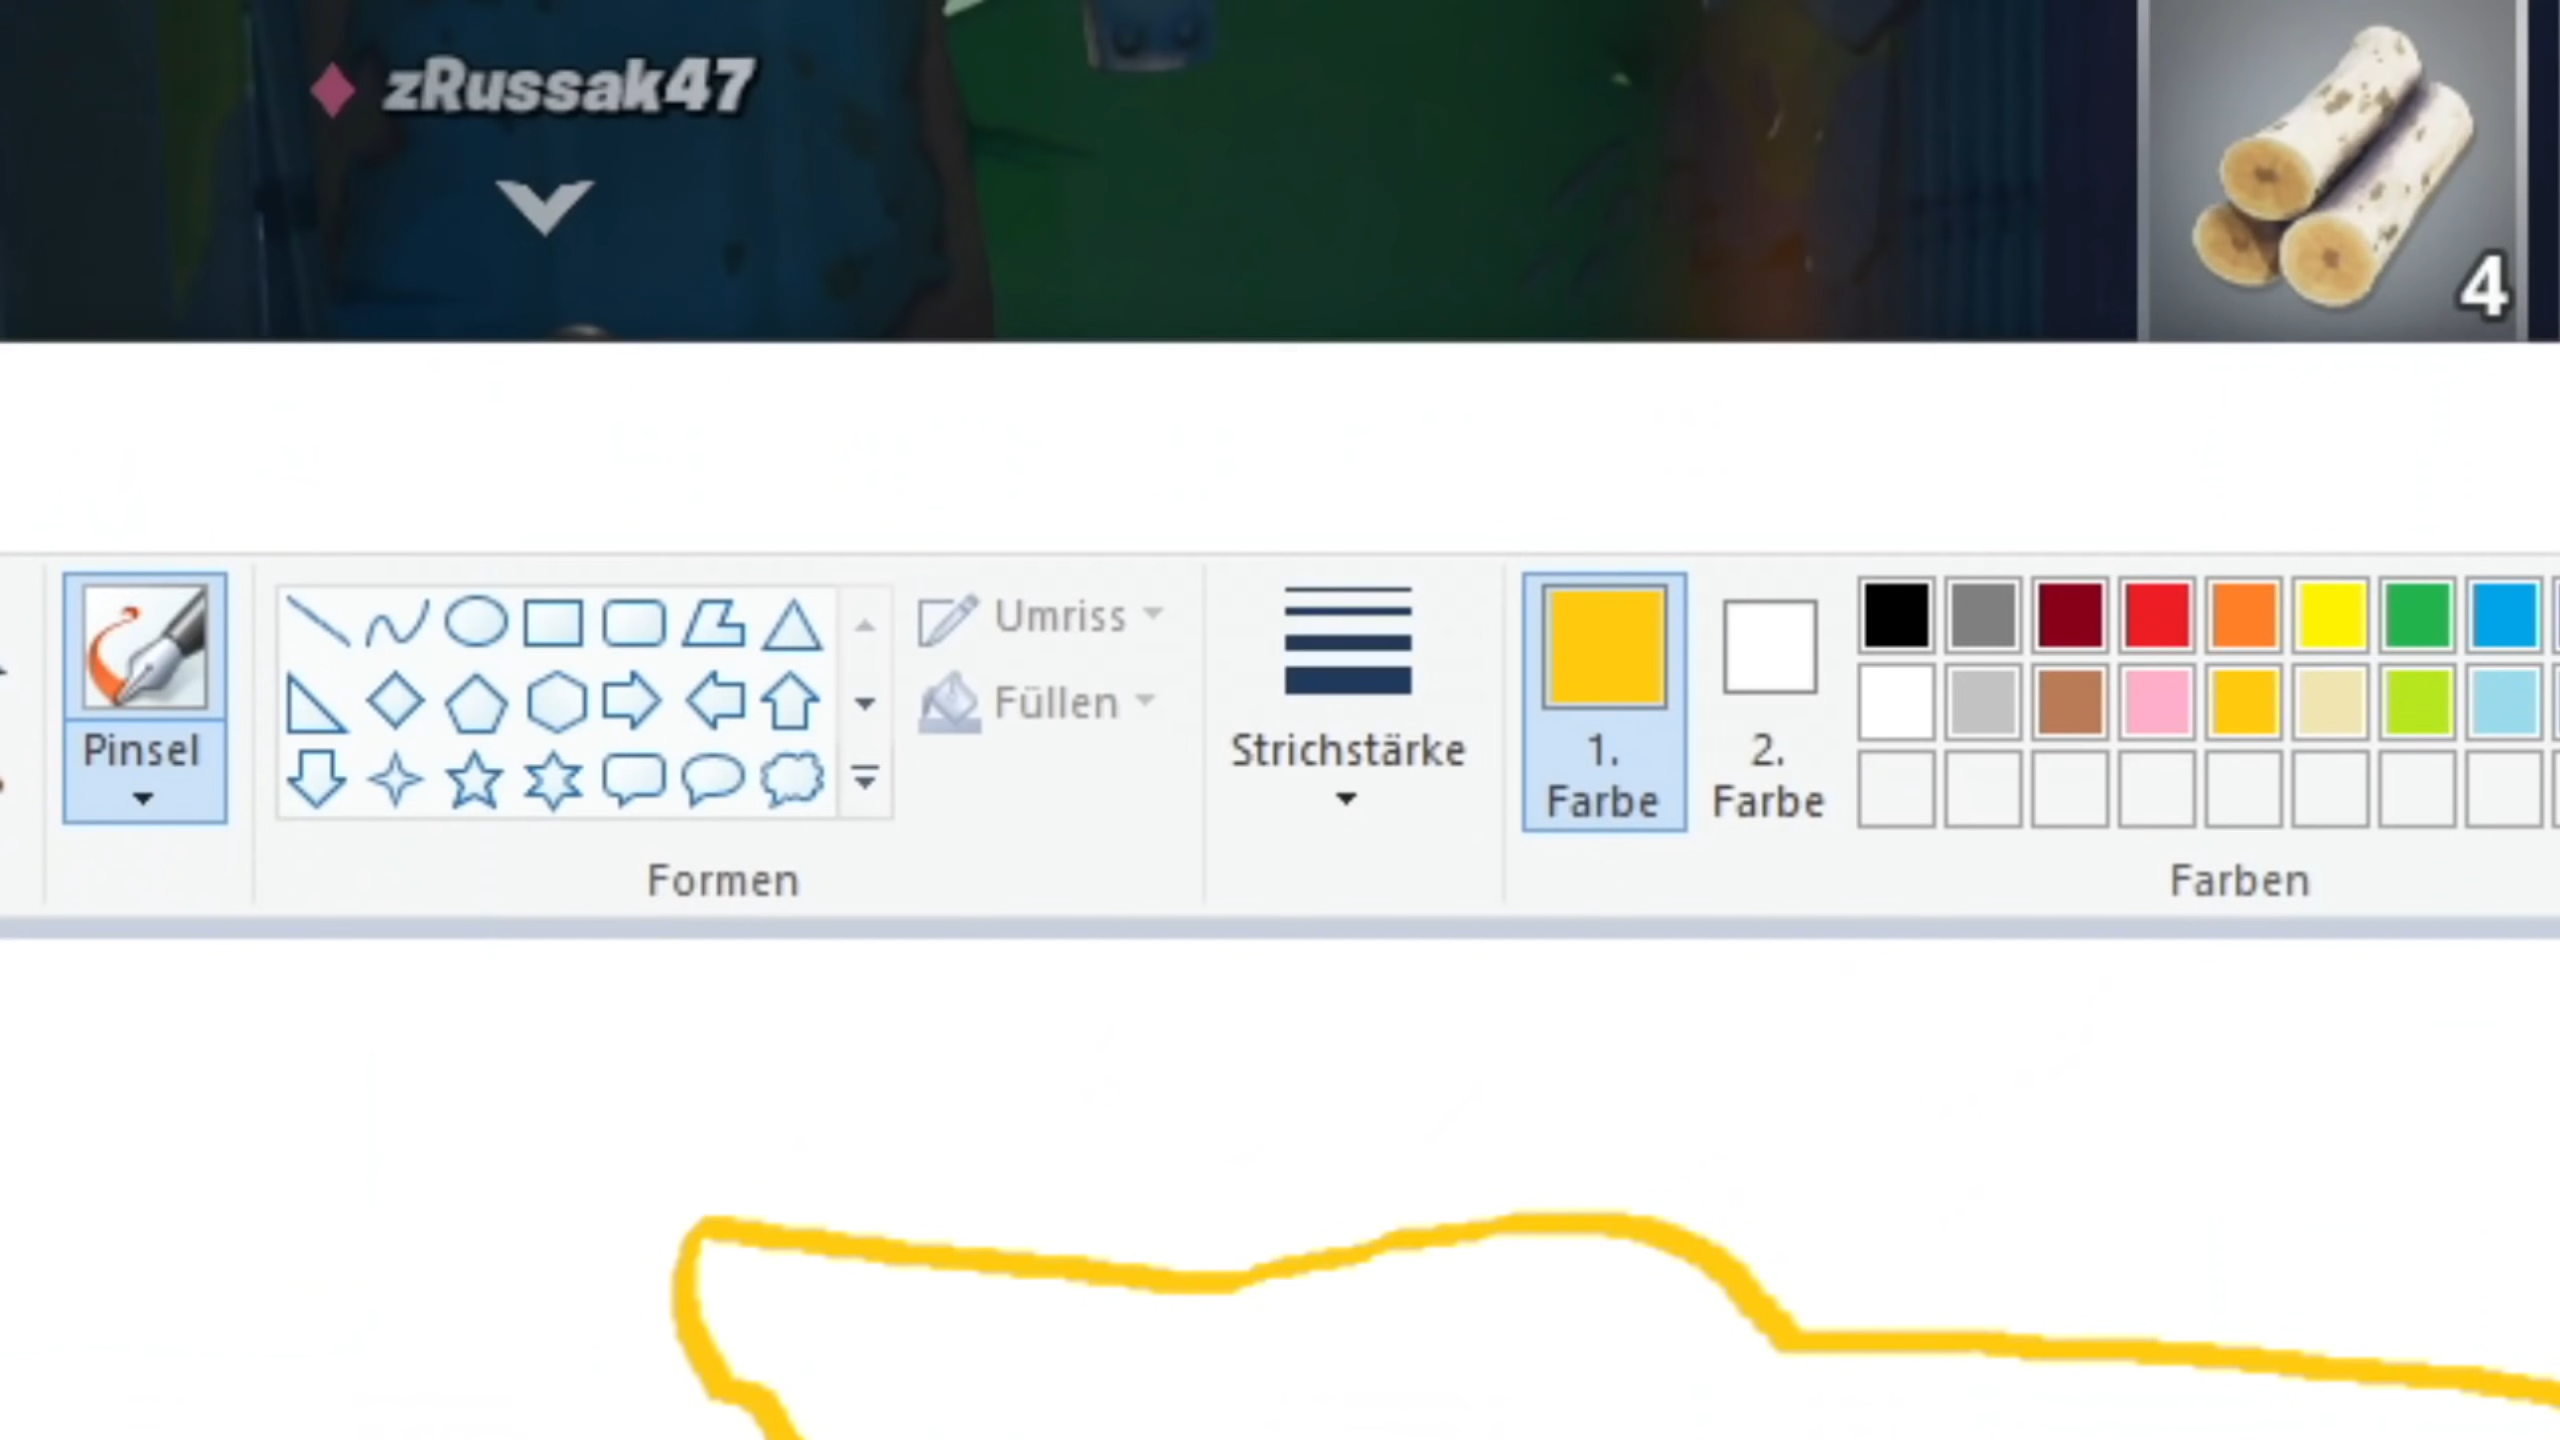 zRussak47
4
Umriss
Füllen
Pinsel
Strichstärke
1.
Farbe
2.
Farbe
Formen
Farben